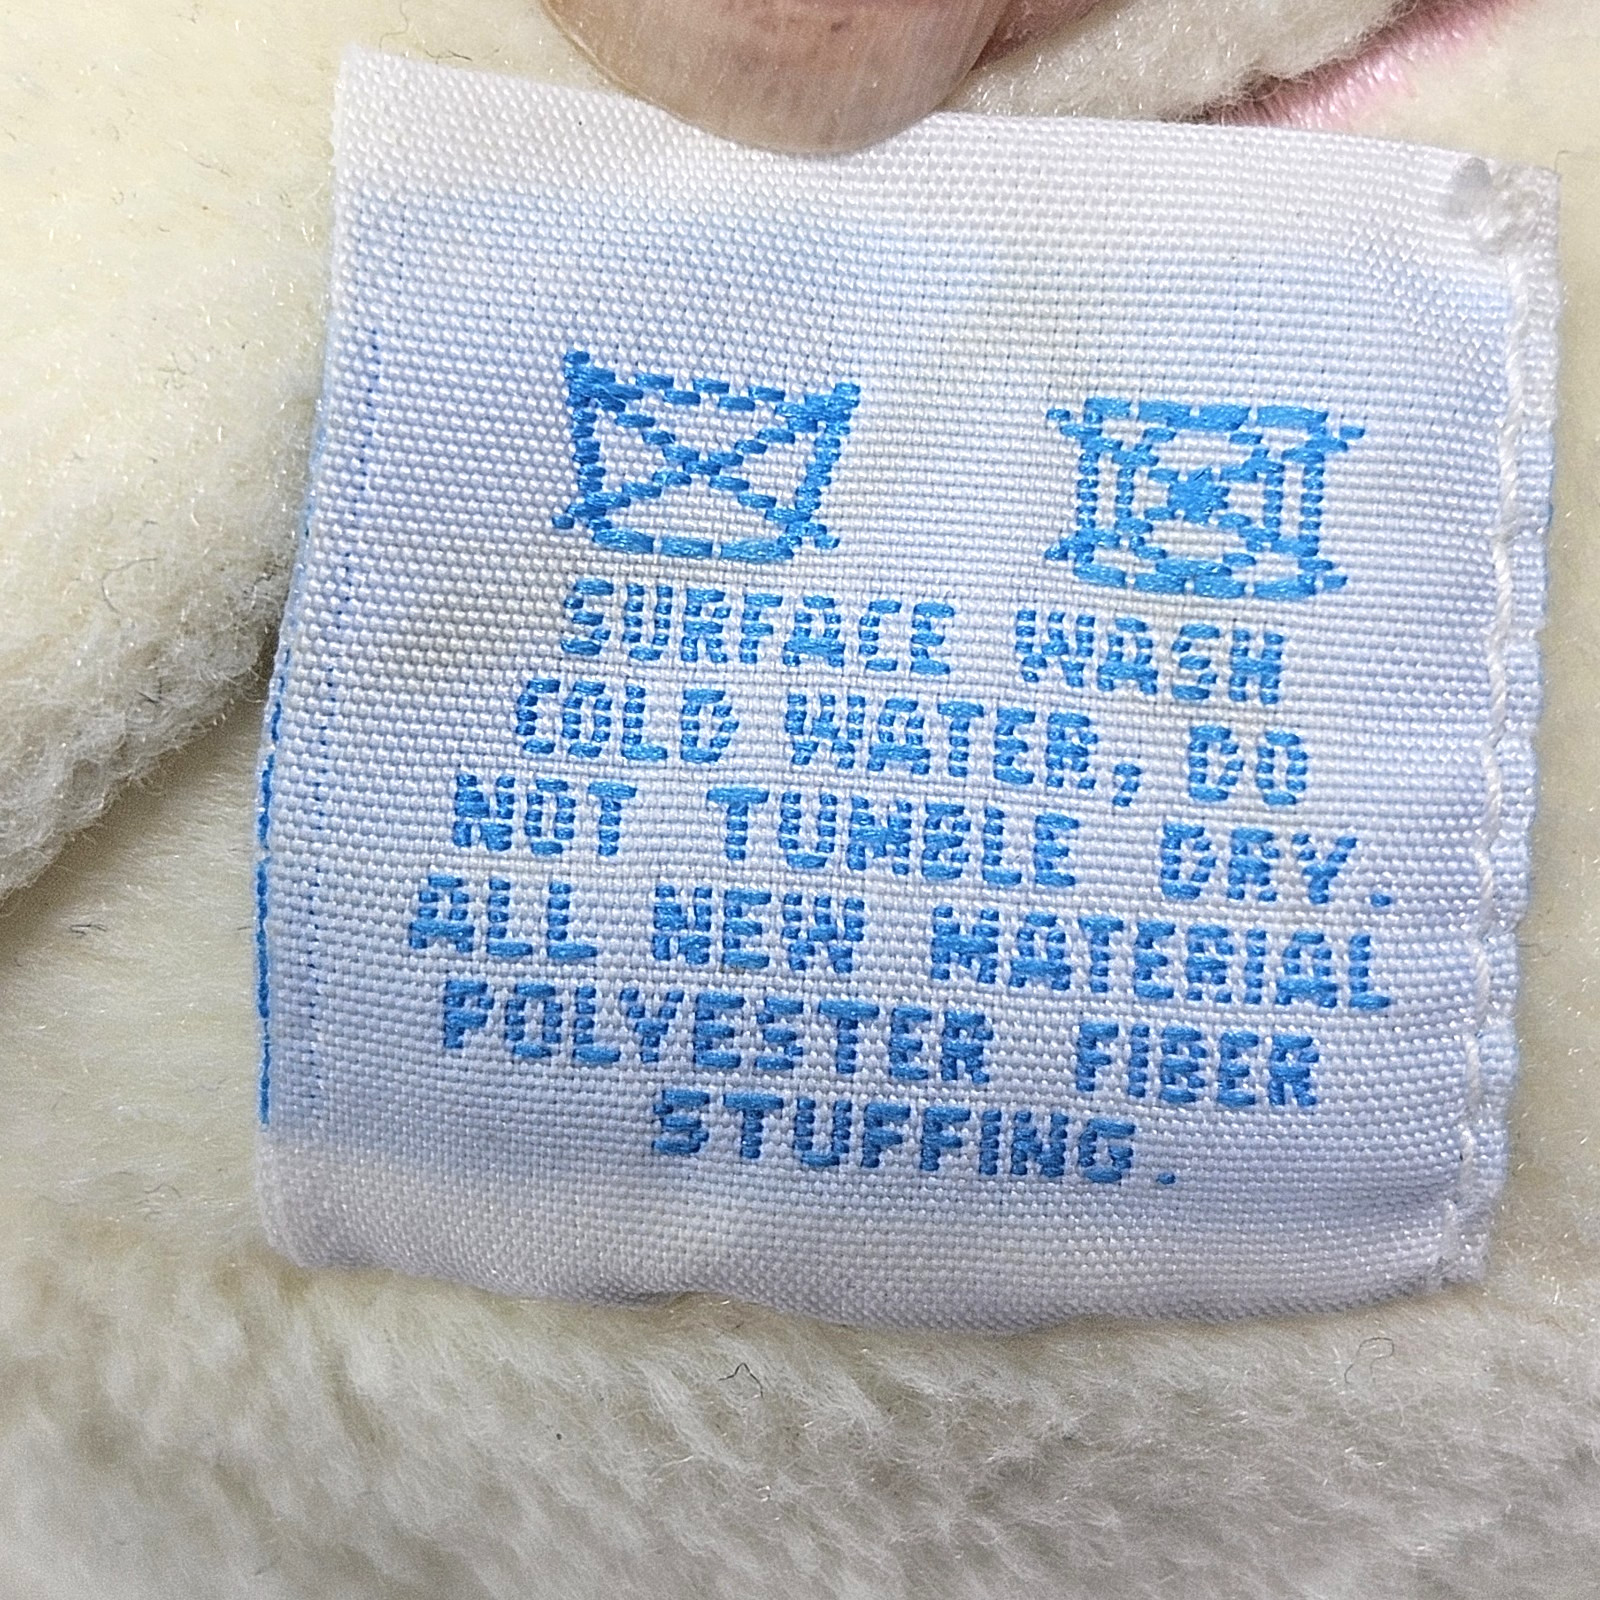 SURFACE WASH
COLD WATER, DO
NOT TUMBLE DRY.
ALL NEW MATERIAL
POLYESTER FIBER
STUFFING.